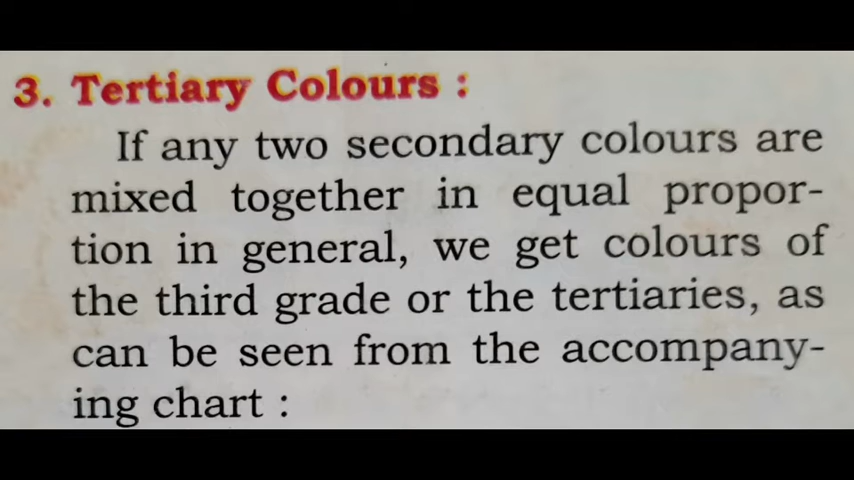 3. Tertiary Colours :
If any two secondary colours are
mixed together in equal propor-
tion in general, we get colours of
the third grade or the tertiaries, as
can be seen from the accompany-
ing chart :